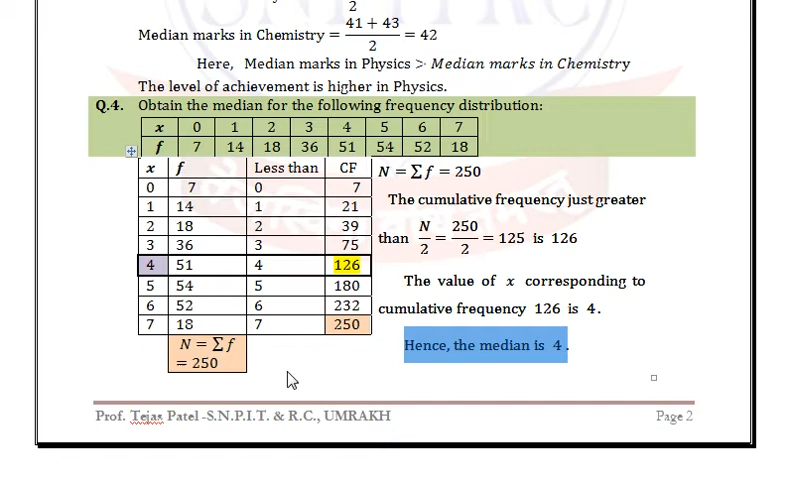 2
Median marks in Chemistry = 41 + 43 / 2 = 42
Here, Median marks in Physics > Median marks in Chemistry
The level of achievement is higher in Physics.
Q.4. Obtain the median for the following frequency distribution:
x 0 1 2 3 4 5 6 7
f 7 14 18 36 51 54 52 18
x f Less than CF
0 7 0 7
1 14 1 21
2 18 2 39
3 36 3 75
4 51 4 126
5 54 5 180
6 52 6 232
7 18 7 250
N = Σ f
= 250
N = Σ f = 250
The cumulative frequency just greater
than N/2 = 250/2 = 125 is 126
The value of x corresponding to
cumulative frequency 126 is 4.
Hence, the median is 4 .
Prof. Tejas Patel -S.N.P.I.T. & R.C., UMRAKH
Page 2